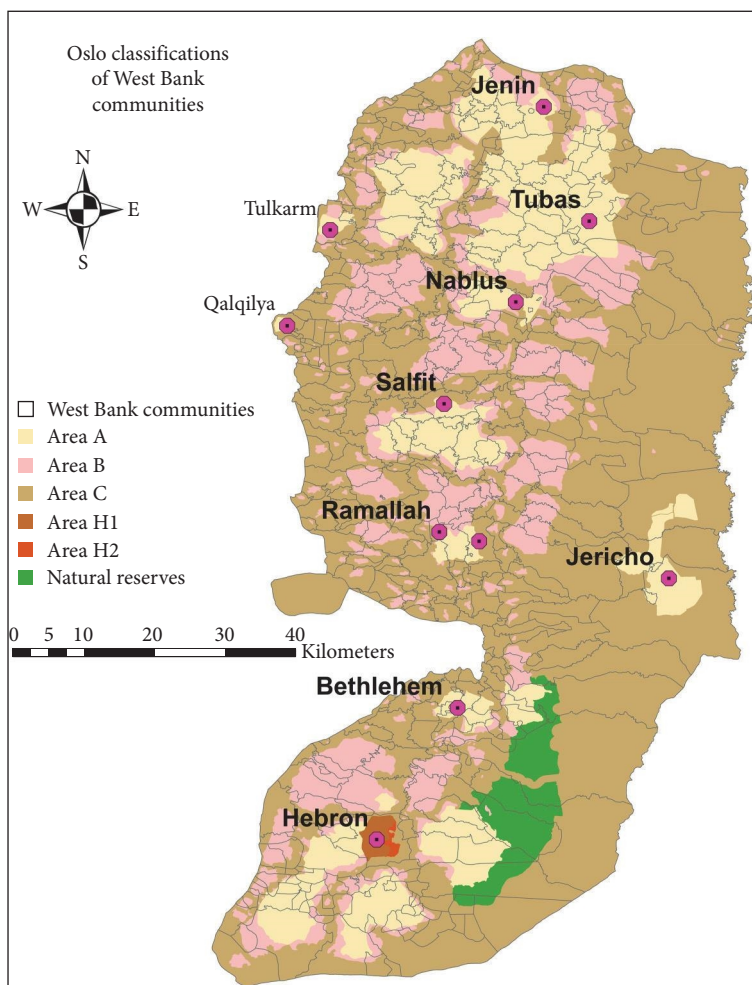 Oslo classifications
of West Bank
communities
N
W
E
S
Jenin
Tulkarm
Tubas
Nablus
Qalqilya
Salfit
West Bank communities
Area A
Area B
Area C
Area H1
Area H2
Natural reserves
Ramallah
Jericho
0 5 10 20 30 40
Kilometers
Bethlehem
Hebron